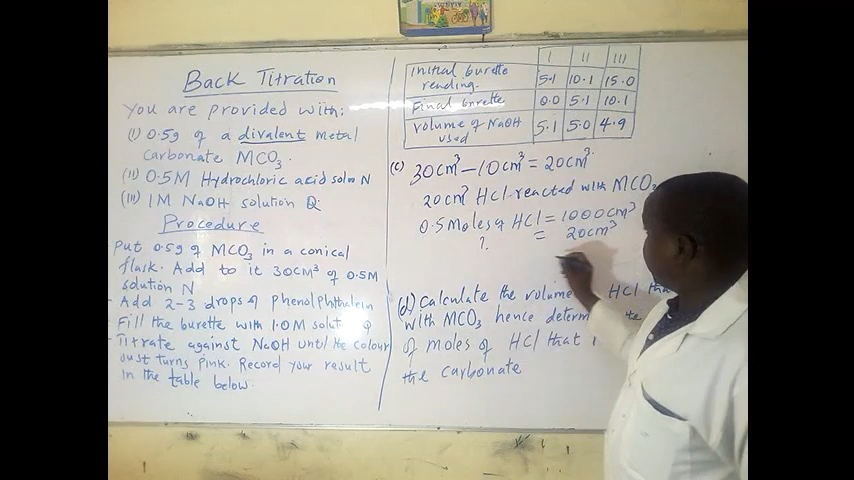 Back Titration
You are provided with:
(i) 0.5g of a divalent metal
carbonate MCO3.
(ii) 0.5M Hydrochloric acid soln N
(iii) 1M NaOH solution Q.
Procedure
Put 0.5g of MCO3 in a conical
flask. Add to it 30cm³ of 0.5M
solution N
- Add 2-3 drops of phenolphthalein
Fill the burette with 1.0M solution Q
- Titrate against NaOH until the colour
Just turns pink. Record your result
in the table below.
I II III
Initial burette reading. 5.1 10.1 15.0
Final burette 0.0 5.1 10.1
Volume of NaOH used 5.1 5.0 4.9
(c) 30cm³ - 10cm³ = 20cm³.
20cm³ HCl reacted with MCO3
0.5 Moles of HCl = 1000cm³
? = 20cm³
(d) Calculate the volume HCl
with MCO3 hence
of moles of HCl that
the carbonate